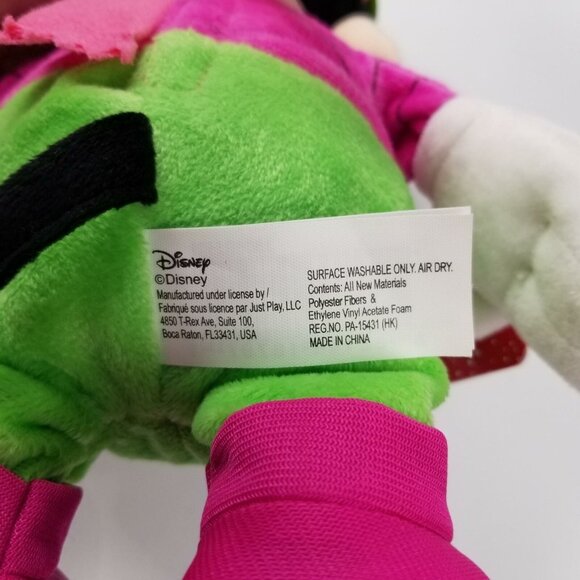 Disney
©Disney
Manufactured under license by /
Fabriqué sous licence par Just Play, LLC
4850 T-Rex Ave, Suite 100,
Boca Raton, FL33431, USA
SURFACE WASHABLE ONLY. AIR DRY.
Contents: All New Materials
Polyester Fibers &
Ethylene Vinyl Acetate Foam
REG.NO. PA-15431 (HK)
MADE IN CHINA